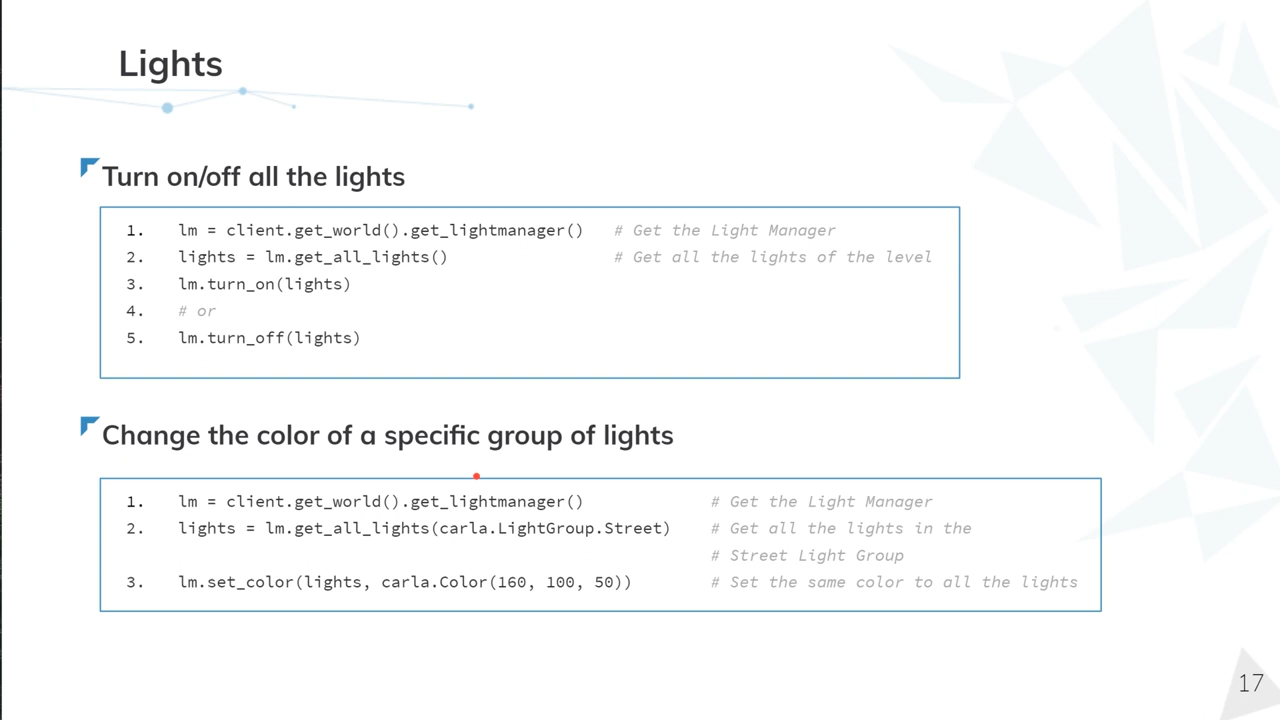 Lights
Turn on/off all the lights
1. lm = client.get_world().get_lightmanager() # Get the Light Manager
2. lights = lm.get_all_lights() # Get all the lights of the level
3. lm.turn_on(lights)
4. # or
5. lm.turn_off(lights)
Change the color of a specific group of lights
1. lm = client.get_world().get_lightmanager() # Get the Light Manager
2. lights = lm.get_all_lights(carla.LightGroup.Street) # Get all the lights in the
# Street Light Group
3. lm.set_color(lights, carla.Color(160, 100, 50)) # Set the same color to all the lights
17